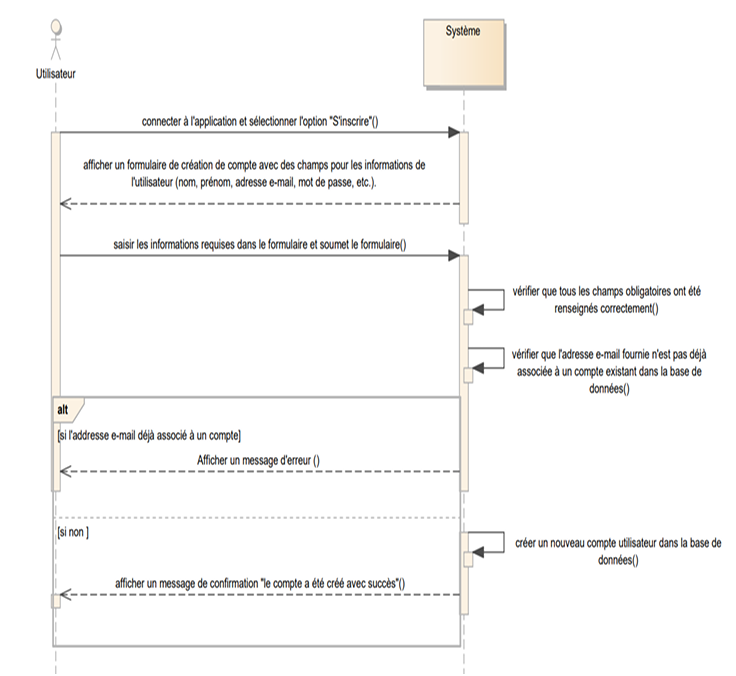 Système
Utilisateur
connecter à l'application et sélectionner l'option "S'inscrire"()
afficher un formulaire de création de compte avec des champs pour les informations de
l'utilisateur (nom, prénom, adresse e-mail, mot de passe, etc.).
saisir les informations requises dans le formulaire et soumet le formulaire()
vérifier que tous les champs obligatoires ont été
renseignés correctement()
vérifier que l'adresse e-mail fournie n'est pas déjà
associée à un compte existant dans la base de
données()
alt
[si l'addresse e-mail déjà associé à un compte]
Afficher un message d'erreur ()
[si non ]
créer un nouveau compte utilisateur dans la base de
données()
afficher un message de confirmation "le compte a été créé avec succès"()